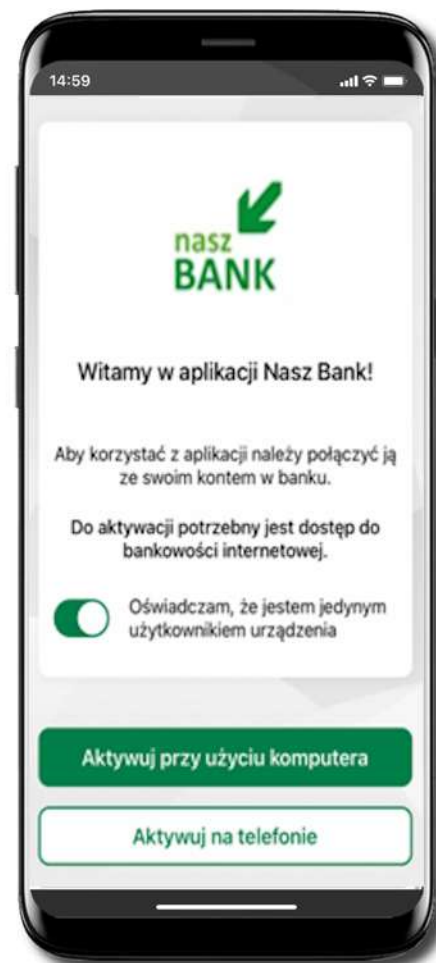 14:59
nasz
BANK
Witamy w aplikacji Nasz Bank!
Aby korzystać z aplikacji należy połączyć ją
ze swoim kontem w banku.
Do aktywacji potrzebny jest dostęp do
bankowości internetowej.
Oświadczam, że jestem jedynym
użytkownikiem urządzenia
Aktywuj przy użyciu komputera
Aktywuj na telefonie